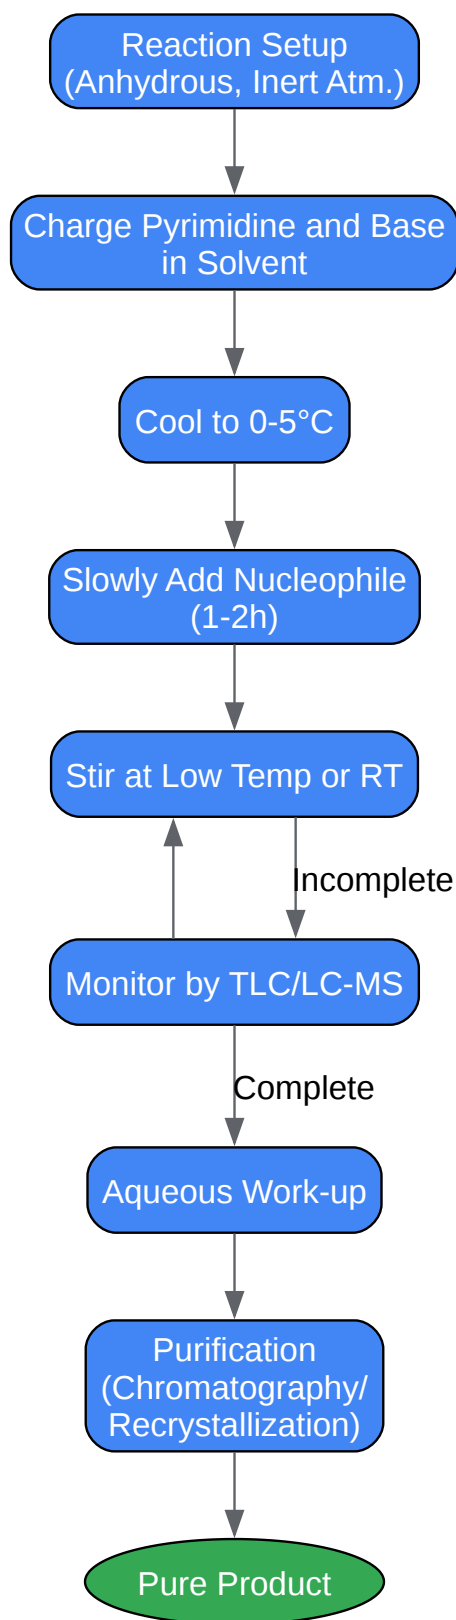 Reaction Setup
(Anhydrous, Inert Atm.)
Charge Pyrimidine and Base
in Solvent
Cool to 0-5°C
Slowly Add Nucleophile
(1-2h)
Stir at Low Temp or RT
Incomplete
Monitor by TLC/LC-MS
Complete
Aqueous Work-up
Purification
(Chromatography/
Recrystallization)
Pure Product